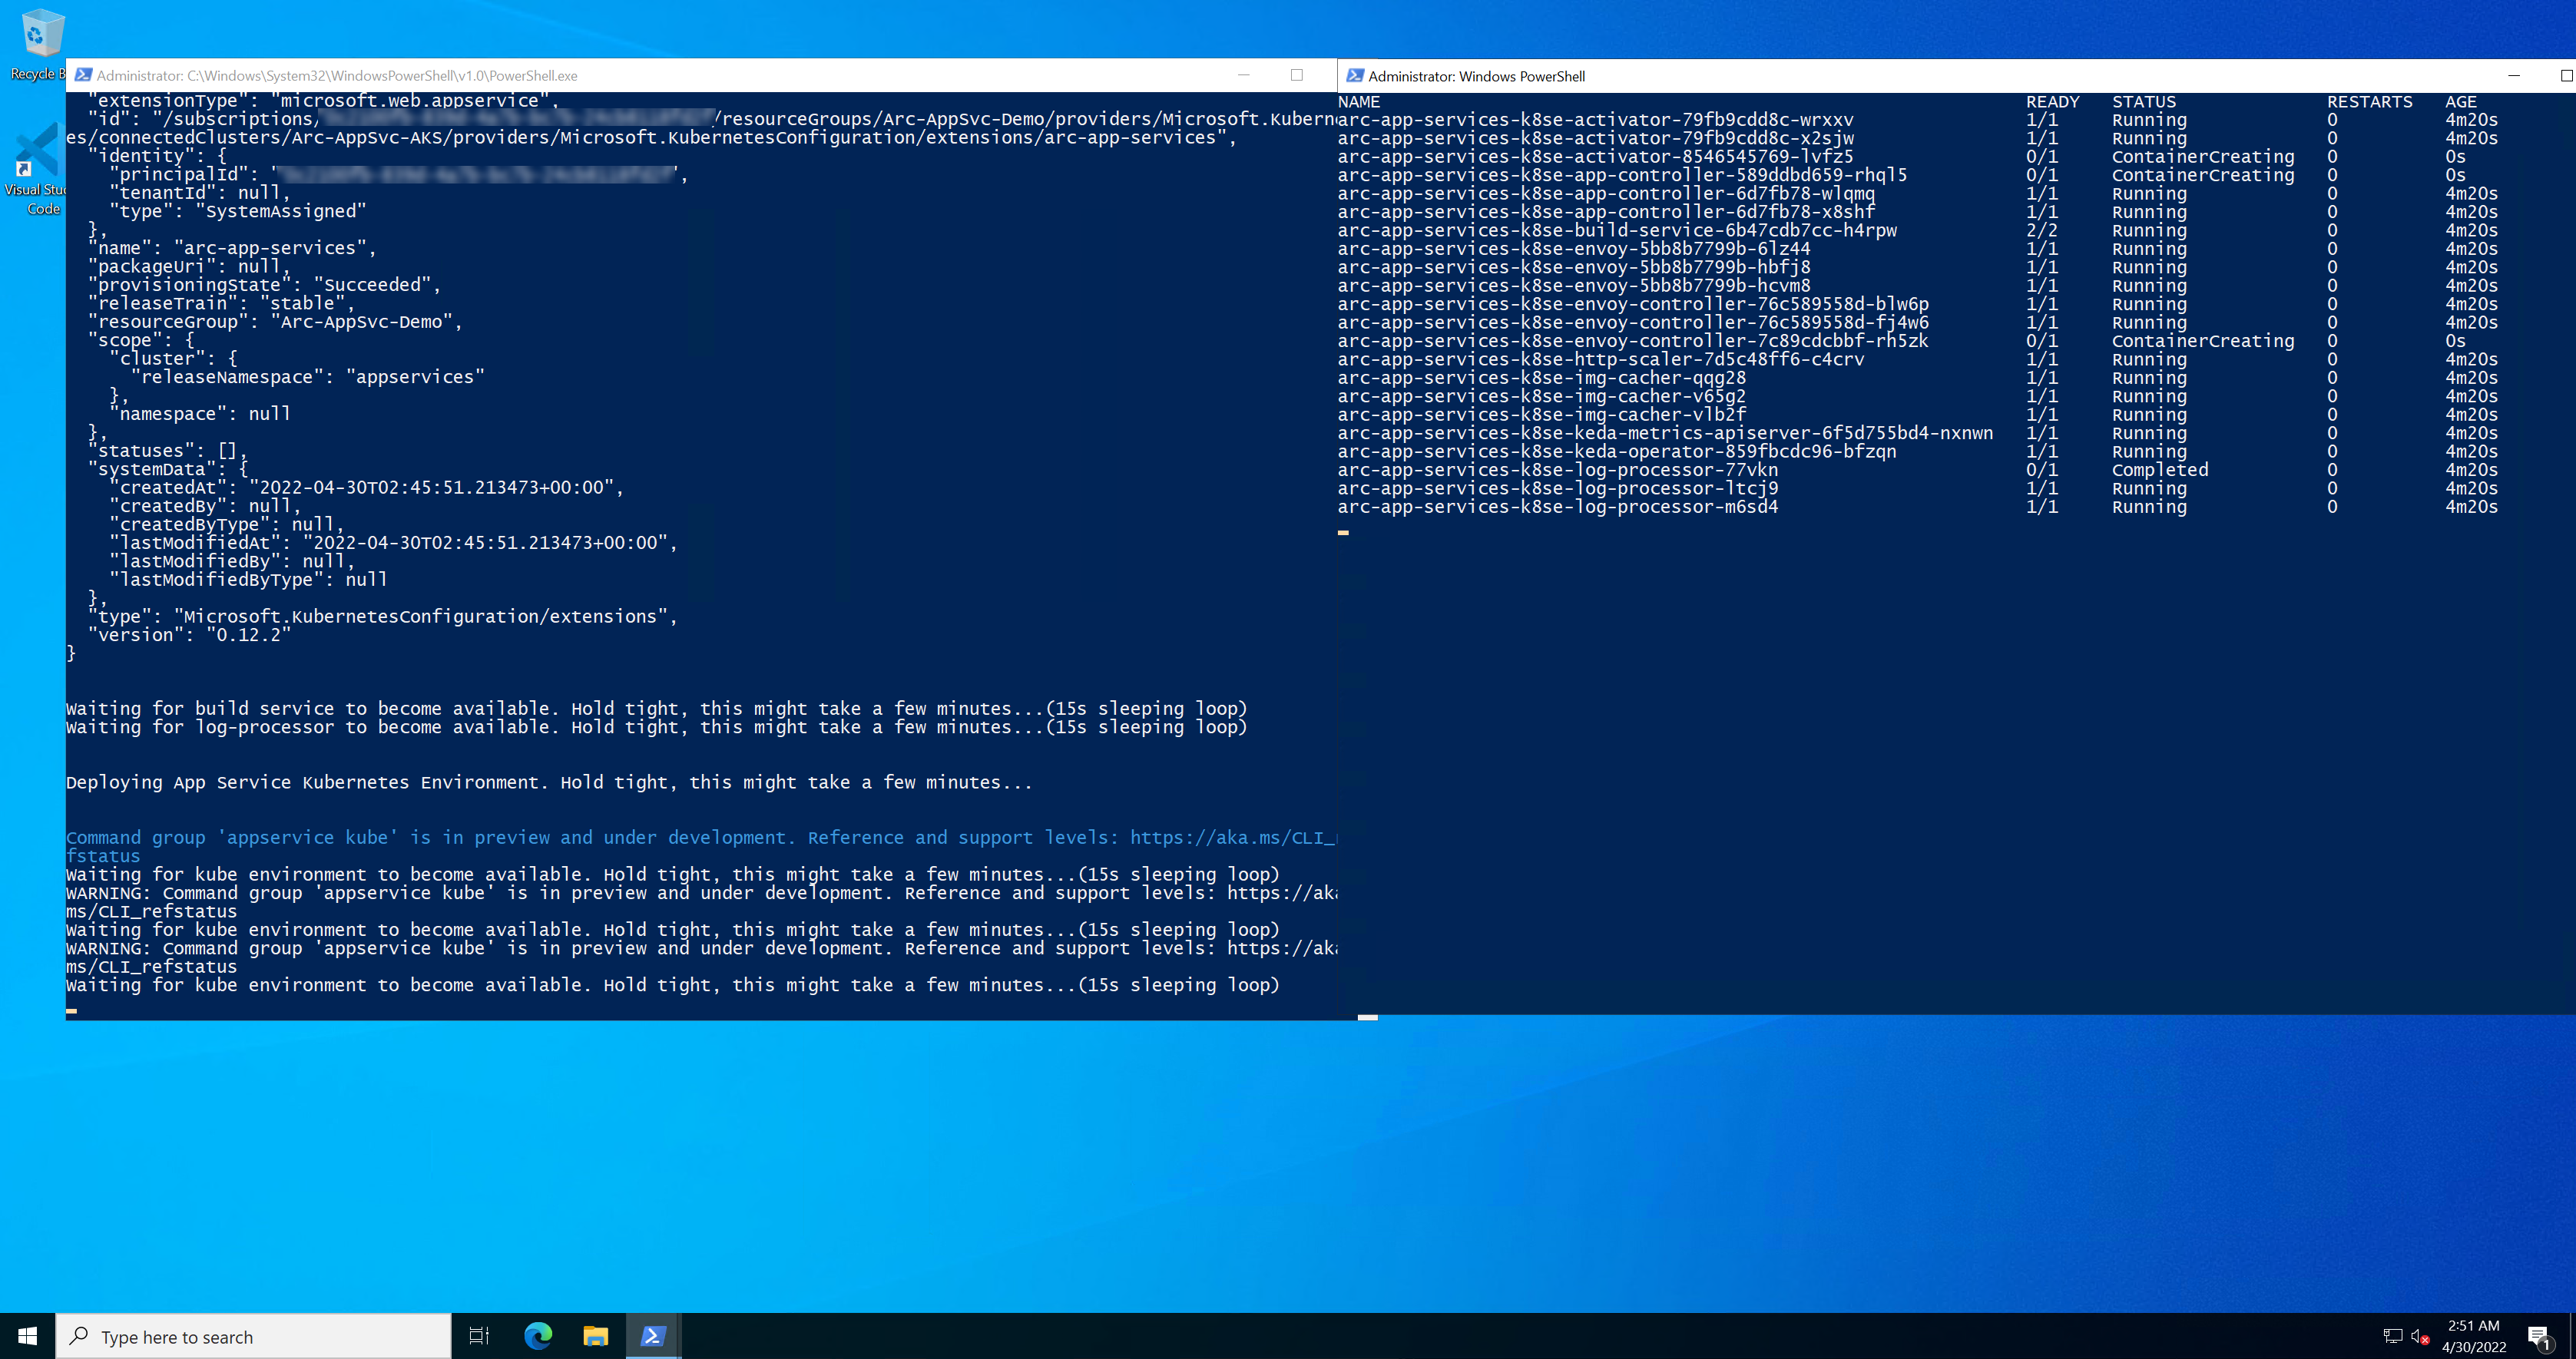 Recycle B
Visual Stu
Code
Administrator: C:\Windows\System32\WindowsPowerShell\v1.0\PowerShell.exe
  "extensionType": "microsoft.web.appservice",
  "id": "/subscriptions/ /resourceGroups/Arc-AppSvc-Demo/providers/Microsoft.Kubern
es/connectedClusters/Arc-AppSvc-AKS/providers/Microsoft.KubernetesConfiguration/extensions/arc-app-services",
  "identity": {
    "principalId": " ",
    "tenantId": null,
    "type": "SystemAssigned"
  },
  "name": "arc-app-services",
  "packageUri": null,
  "provisioningState": "Succeeded",
  "releaseTrain": "stable",
  "resourceGroup": "Arc-AppSvc-Demo",
  "scope": {
    "cluster": {
      "releaseNamespace": "appservices"
    },
    "namespace": null
  },
  "statuses": [],
  "systemData": {
    "createdAt": "2022-04-30T02:45:51.213473+00:00",
    "createdBy": null,
    "createdByType": null,
    "lastModifiedAt": "2022-04-30T02:45:51.213473+00:00",
    "lastModifiedBy": null,
    "lastModifiedByType": null
  },
  "type": "Microsoft.KubernetesConfiguration/extensions",
  "version": "0.12.2"
}
Waiting for build service to become available. Hold tight, this might take a few minutes...(15s sleeping loop)
Waiting for log-processor to become available. Hold tight, this might take a few minutes...(15s sleeping loop)
Deploying App Service Kubernetes Environment. Hold tight, this might take a few minutes...
Command group 'appservice kube' is in preview and under development. Reference and support levels: https://aka.ms/CLI_
fstatus
Waiting for kube environment to become available. Hold tight, this might take a few minutes...(15s sleeping loop)
WARNING: Command group 'appservice kube' is in preview and under development. Reference and support levels: https://aka
ms/CLI_refstatus
Waiting for kube environment to become available. Hold tight, this might take a few minutes...(15s sleeping loop)
WARNING: Command group 'appservice kube' is in preview and under development. Reference and support levels: https://aka
ms/CLI_refstatus
Waiting for kube environment to become available. Hold tight, this might take a few minutes...(15s sleeping loop)
Administrator: Windows PowerShell
NAME READY STATUS RESTARTS AGE
arc-app-services-k8se-activator-79fb9cdd8c-wrxxv 1/1 Running 0 4m20s
arc-app-services-k8se-activator-79fb9cdd8c-x2sjw 1/1 Running 0 4m20s
arc-app-services-k8se-activator-8546545769-lvfz5 0/1 ContainerCreating 0 0s
arc-app-services-k8se-app-controller-589ddbd659-rhql5 0/1 ContainerCreating 0 0s
arc-app-services-k8se-app-controller-6d7fb78-wlqmq 1/1 Running 0 4m20s
arc-app-services-k8se-app-controller-6d7fb78-x8shf 1/1 Running 0 4m20s
arc-app-services-k8se-build-service-6b47cdb7cc-h4rpw 2/2 Running 0 4m20s
arc-app-services-k8se-envoy-5bb8b7799b-6lz44 1/1 Running 0 4m20s
arc-app-services-k8se-envoy-5bb8b7799b-hbfj8 1/1 Running 0 4m20s
arc-app-services-k8se-envoy-5bb8b7799b-hcvm8 1/1 Running 0 4m20s
arc-app-services-k8se-envoy-controller-76c589558d-blw6p 1/1 Running 0 4m20s
arc-app-services-k8se-envoy-controller-76c589558d-fj4w6 1/1 Running 0 4m20s
arc-app-services-k8se-envoy-controller-7c89cdcbbf-rh5zk 0/1 ContainerCreating 0 0s
arc-app-services-k8se-http-scaler-7d5c48ff6-c4crv 1/1 Running 0 4m20s
arc-app-services-k8se-img-cacher-qqg28 1/1 Running 0 4m20s
arc-app-services-k8se-img-cacher-v65g2 1/1 Running 0 4m20s
arc-app-services-k8se-img-cacher-vlb2f 1/1 Running 0 4m20s
arc-app-services-k8se-keda-metrics-apiserver-6f5d755bd4-nxnwn 1/1 Running 0 4m20s
arc-app-services-k8se-keda-operator-859fbcdc96-bfzqn 1/1 Running 0 4m20s
arc-app-services-k8se-log-processor-77vkn 0/1 Completed 0 4m20s
arc-app-services-k8se-log-processor-ltcj9 1/1 Running 0 4m20s
arc-app-services-k8se-log-processor-m6sd4 1/1 Running 0 4m20s
Type here to search
2:51 AM
4/30/2022
1